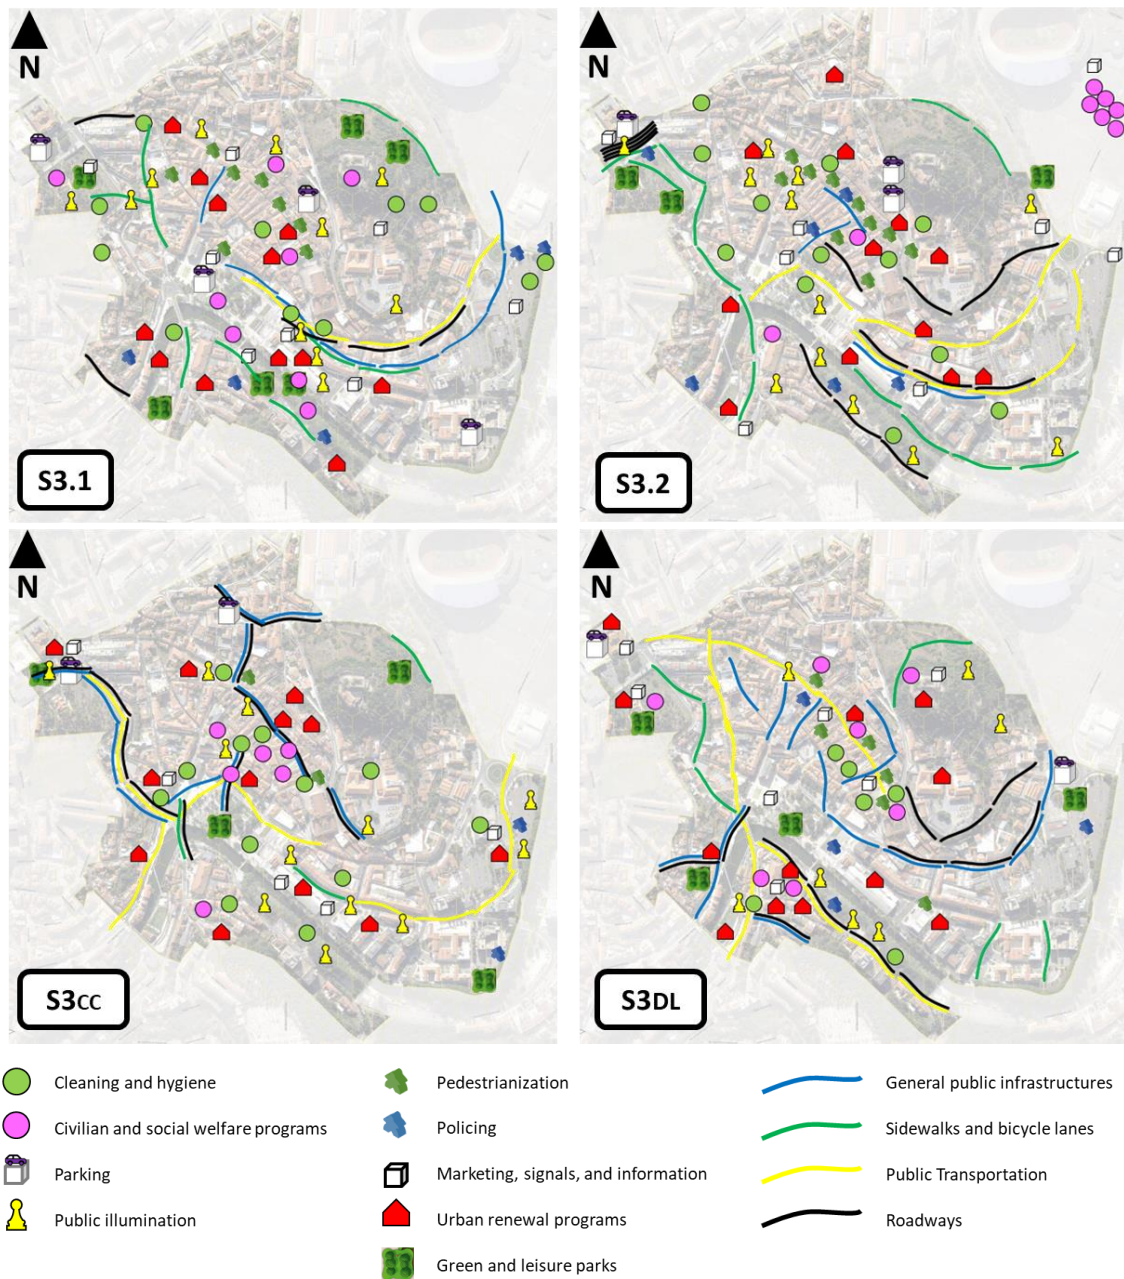 N
N
S3.1
S3.2
N
N
S3CC
S3DL
Cleaning and hygiene
Pedestrianization
General public infrastructures
Civilian and social welfare programs
Policing
Sidewalks and bicycle lanes
Parking
Marketing, signals, and information
Public Transportation
Public illumination
Urban renewal programs
Roadways
Green and leisure parks